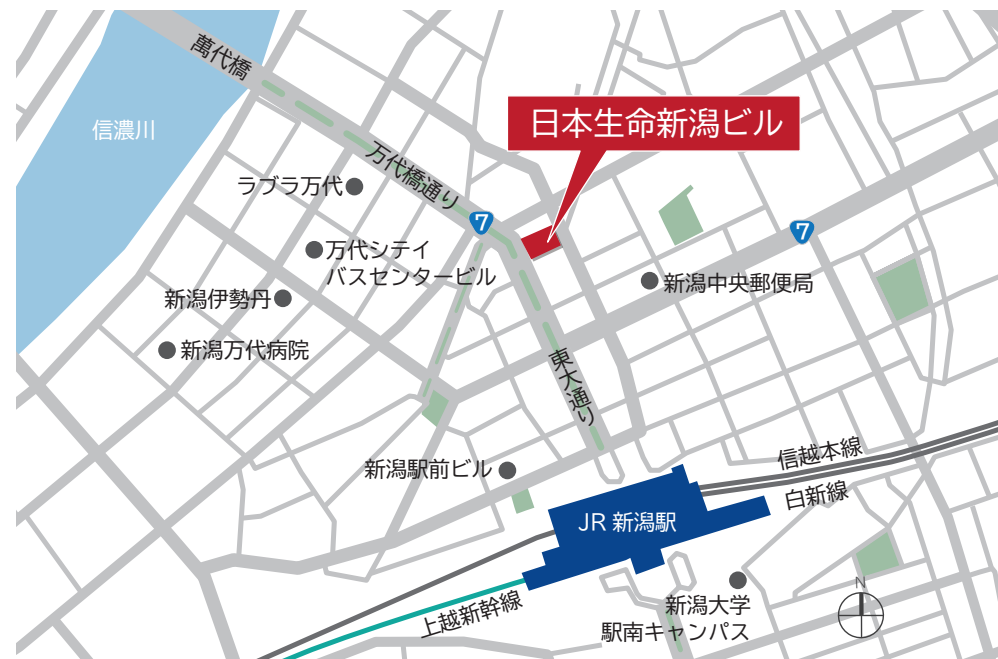 萬代橋
信濃川
日本生命新潟ビル
万代橋通り
ラブラ万代
7
7
万代シテイ
バスセンタービル
新潟中央郵便局
新潟伊勢丹
新潟万代病院
東大通り
新潟駅前ビル
信越本線
白新線
JR 新潟駅
上越新幹線
新潟大学
駅南キャンパス
N